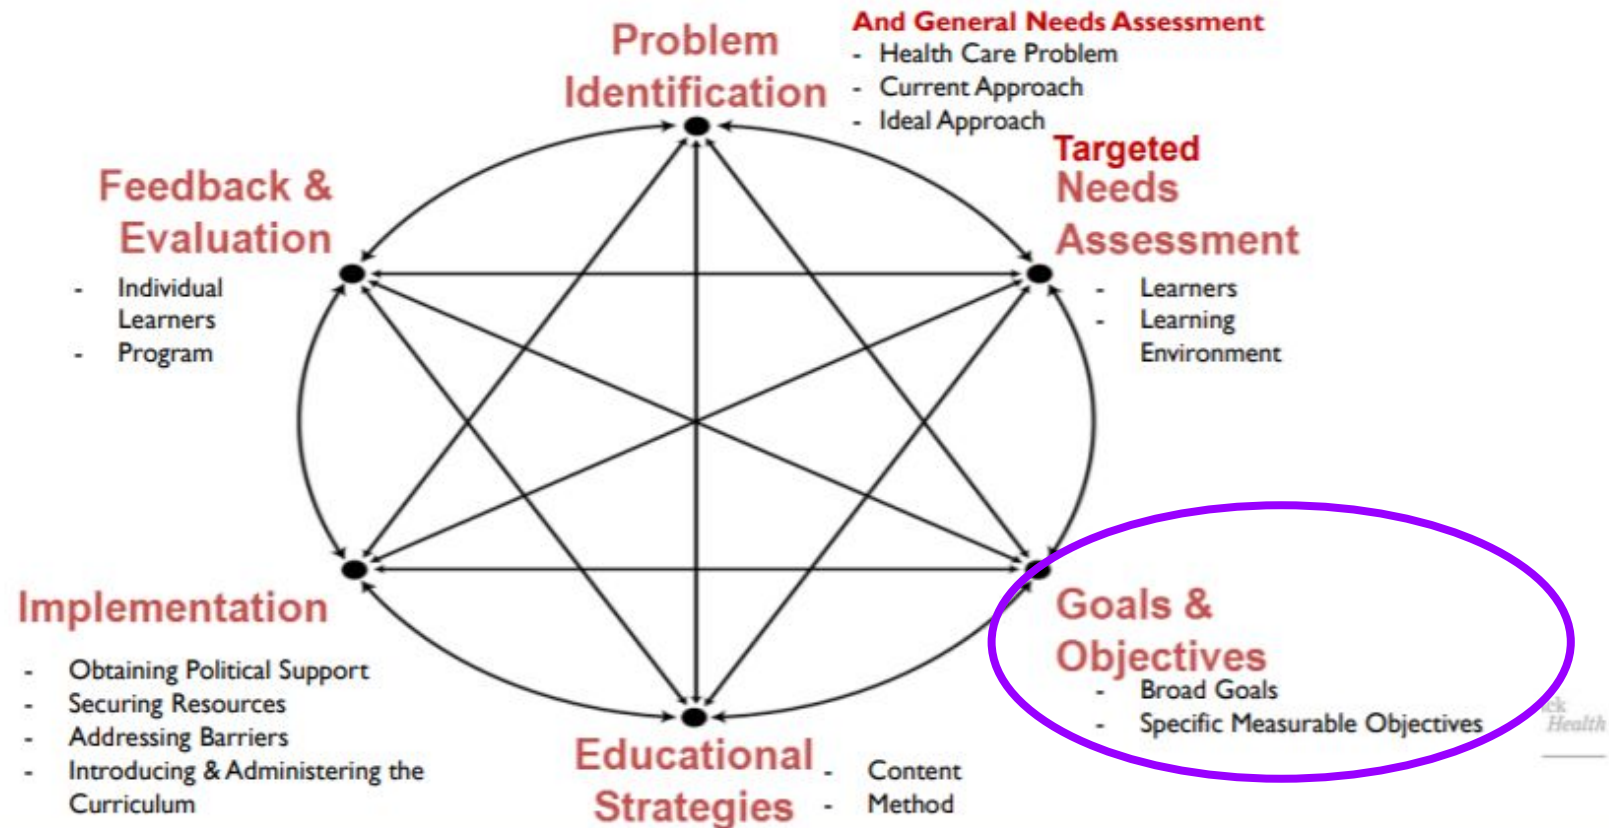 Problem
Identification
And General Needs Assessment
- Health Care Problem
- Current Approach
- Ideal Approach
Targeted
Needs
Assessment
- Learners
- Learning
Environment
Goals &
Objectives
- Broad Goals
- Specific Measurable Objectives
Health
Educational
Strategies
- Content
- Method
Implementation
- Obtaining Political Support
- Securing Resources
- Addressing Barriers
- Introducing & Administering the
Curriculum
Feedback &
Evaluation
- Individual
Learners
- Program